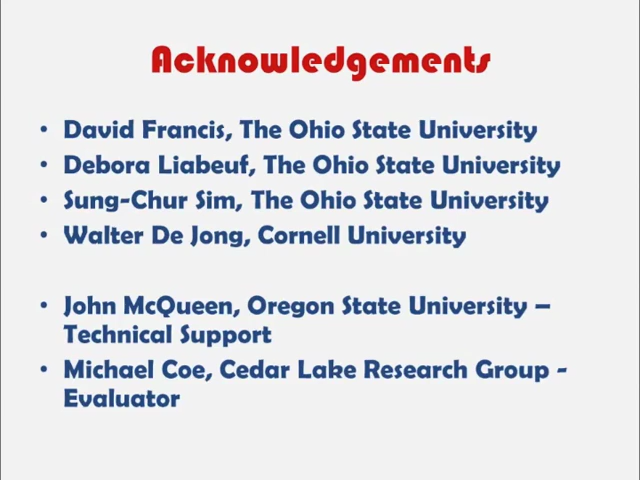 Acknowledgements
• David Francis, The Ohio State University
• Debora Liabeuf, The Ohio State University
• Sung-Chur Sim, The Ohio State University
• Walter De Jong, Cornell University
• John McQueen, Oregon State University –
Technical Support
• Michael Coe, Cedar Lake Research Group -
Evaluator